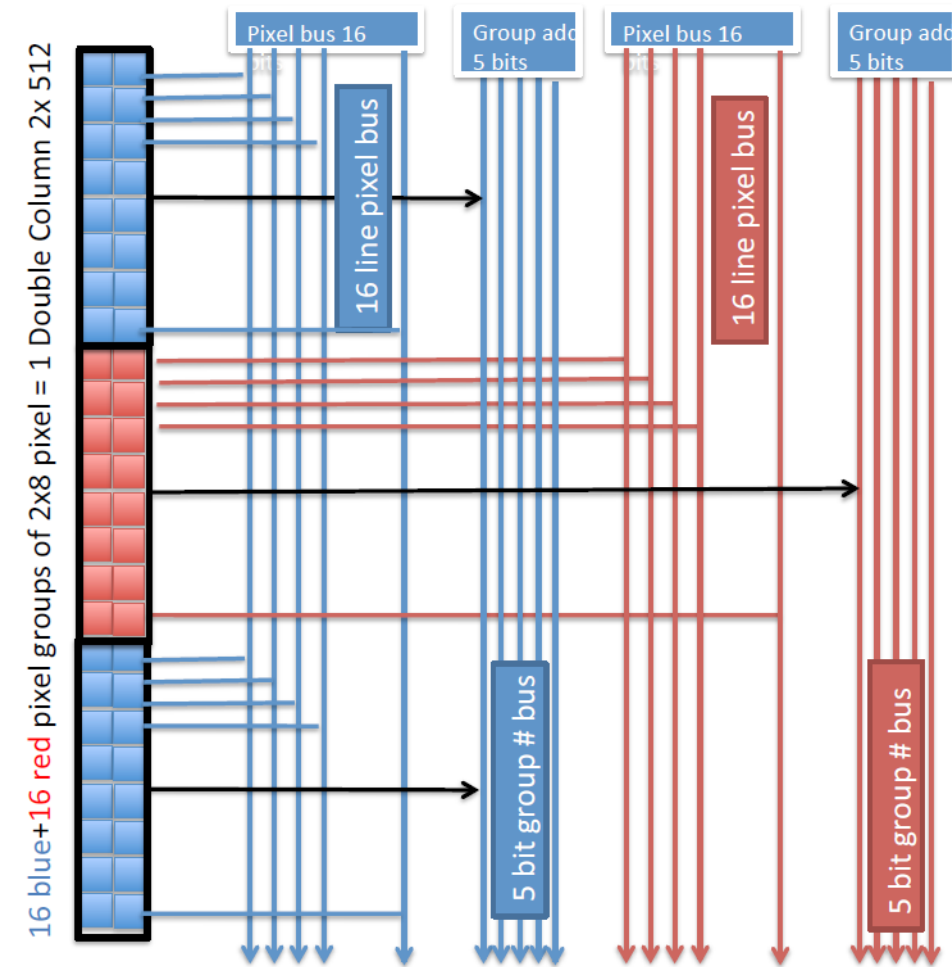 Pixel bus 16
bits
Group add
5 bits
Pixel bus 16
bits
Group add
5 bits
16 blue+16 red pixel groups of 2x8 pixel = 1 Double Column 2x 512
16 line pixel bus
16 line pixel bus
5 bit group # bus
5 bit group # bus